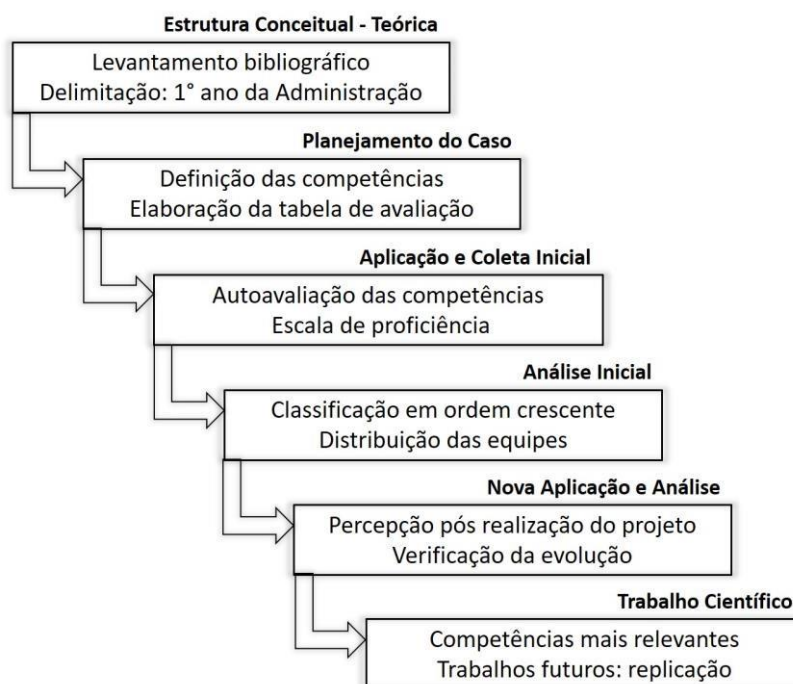 Estrutura Conceitual - Teórica
Levantamento bibliográfico
Delimitação: 1° ano da Administração
Planejamento do Caso
Definição das competências
Elaboração da tabela de avaliação
Aplicação e Coleta Inicial
Autoavaliação das competências
Escala de proficiência
Análise Inicial
Classificação em ordem crescente
Distribuição das equipes
Nova Aplicação e Análise
Percepção pós realização do projeto
Verificação da evolução
Trabalho Científico
Competências mais relevantes
Trabalhos futuros: replicação